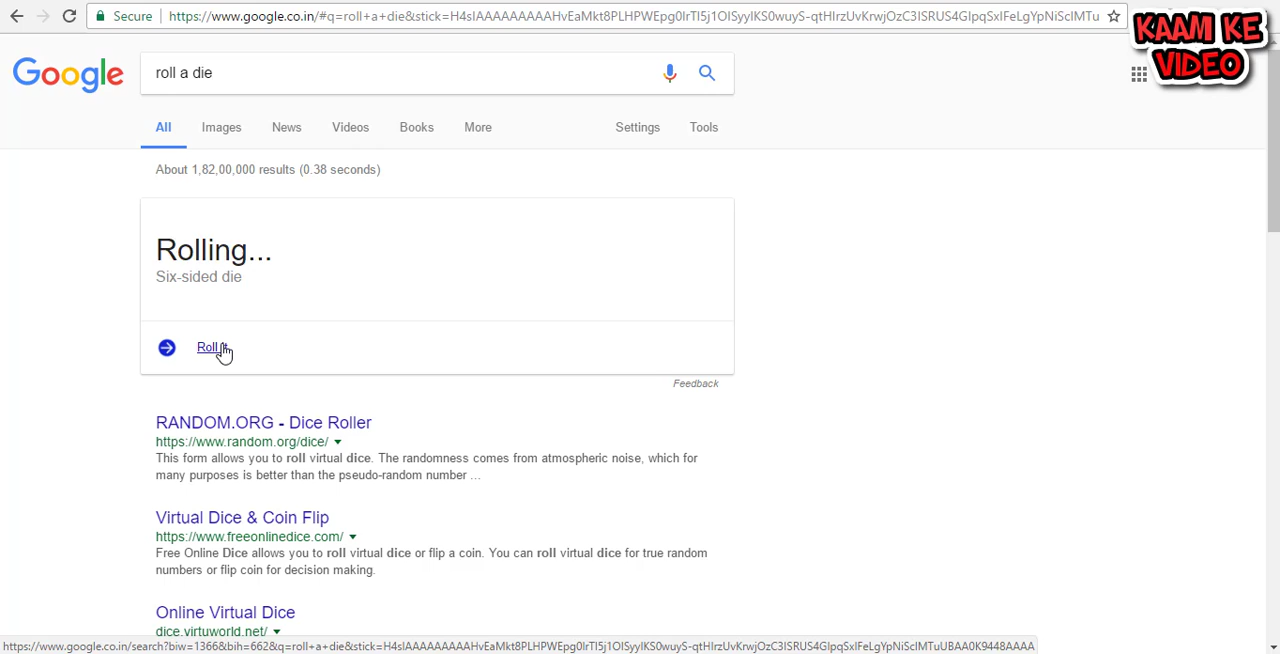 Secure
https://www.google.co.in/#q=roll+a+die&stick=
KAAM KE
VIDEO
Google
roll a die
All Images News Videos Books More Settings Tools
About 1,82,00,000 results (0.38 seconds)
Rolling...
Six-sided die
Roll
Feedback
RANDOM.ORG - Dice Roller
https://www.random.org/dice/
This form allows you to roll virtual dice. The randomness comes from atmospheric noise, which for
many purposes is better than the pseudo-random number ...
Virtual Dice & Coin Flip
https://www.freeonlinedice.com/
Free Online Dice allows you to roll virtual dice or flip a coin. You can roll virtual dice for true random
numbers or flip coin for decision making.
Online Virtual Dice
dice.virtuworld.net/
https://www.google.co.in/search?biw=1366&bih=662&q=roll+a+die&stick=